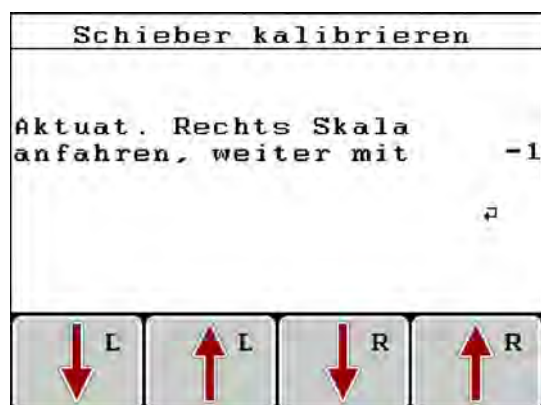 Schieber kalibrieren
Aktuat. Rechts Skala
anfahren, weiter mit -1
↵
L L R R